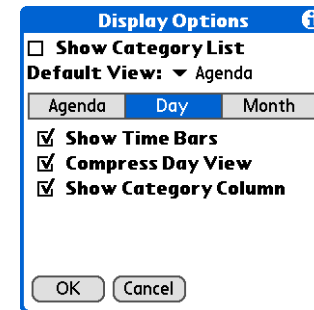 Display Options i
Show Category List
Default View: Agenda
Agenda Day Month
Show Time Bars
Compress Day View
Show Category Column
OK Cancel